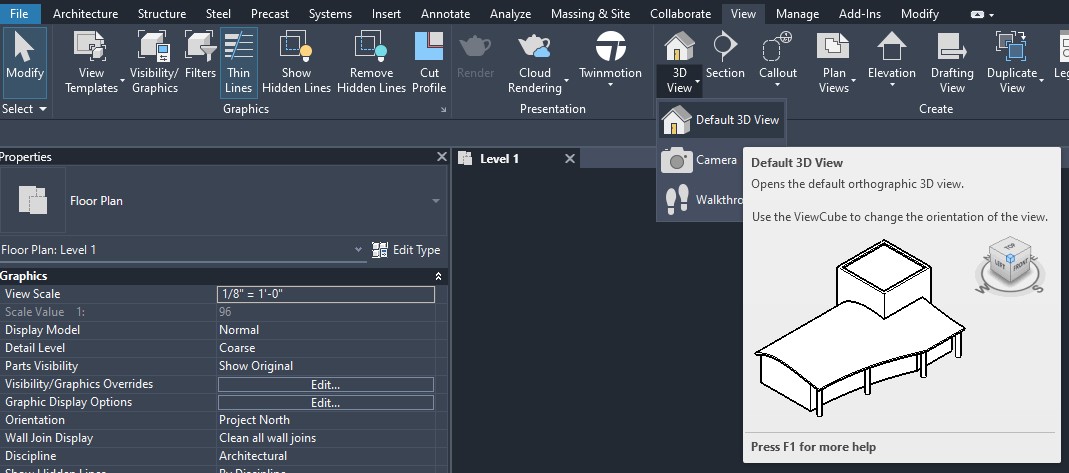 File Architecture Structure Steel Precast Systems Insert Annotate Analyze Massing & Site Collaborate View Manage Add-Ins Modify
Modify
View
Templates
Visibility/
Graphics
Filters
Thin
Lines
Show
Hidden Lines
Remove
Hidden Lines
Cut
Profile
Render
Cloud
Rendering
Twinmotion
3D
View
Section
Callout
Plan
Views
Elevation
Drafting
View
Duplicate
View
Select
Graphics
Presentation
Create
Default 3D View
Camera
Properties
Level 1
Floor Plan
Floor Plan: Level 1
Edit Type
Graphics
View Scale 1/8" = 1'-0"
Scale Value 1: 96
Display Model Normal
Detail Level Coarse
Parts Visibility Show Original
Visibility/Graphics Overrides Edit...
Graphic Display Options Edit...
Orientation Project North
Wall Join Display Clean all wall joins
Discipline Architectural
Show Hidden Lines By Discipline
Default 3D View
Opens the default orthographic 3D view.
Use the ViewCube to change the orientation of the view.
TOP
LEFT FRONT
W S
Press F1 for more help